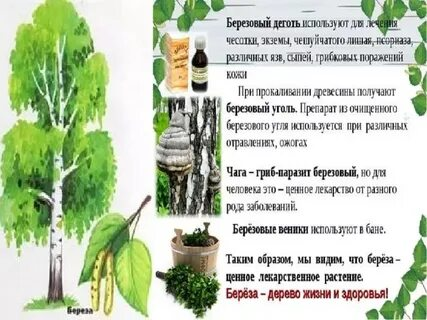 Берёзовый деготь используют для лечения
чесотки, экземы, чешуйчатого лишая, псориаза,
различных язв, сыпей, грибковых поражений
кожи
При прокаливании древесины получают
березовый уголь. Препарат из очищенного
березового угля используется при различных
отравлениях, ожогах
Чага – гриб-паразит березовый, но для
человека это – ценное лекарство от разного
рода заболеваний.
Берёзовые веники используют в бане.
Таким образом, мы видим, что берёза –
ценное лекарственное растение.
Берёза – дерево жизни и здоровья!
Береза